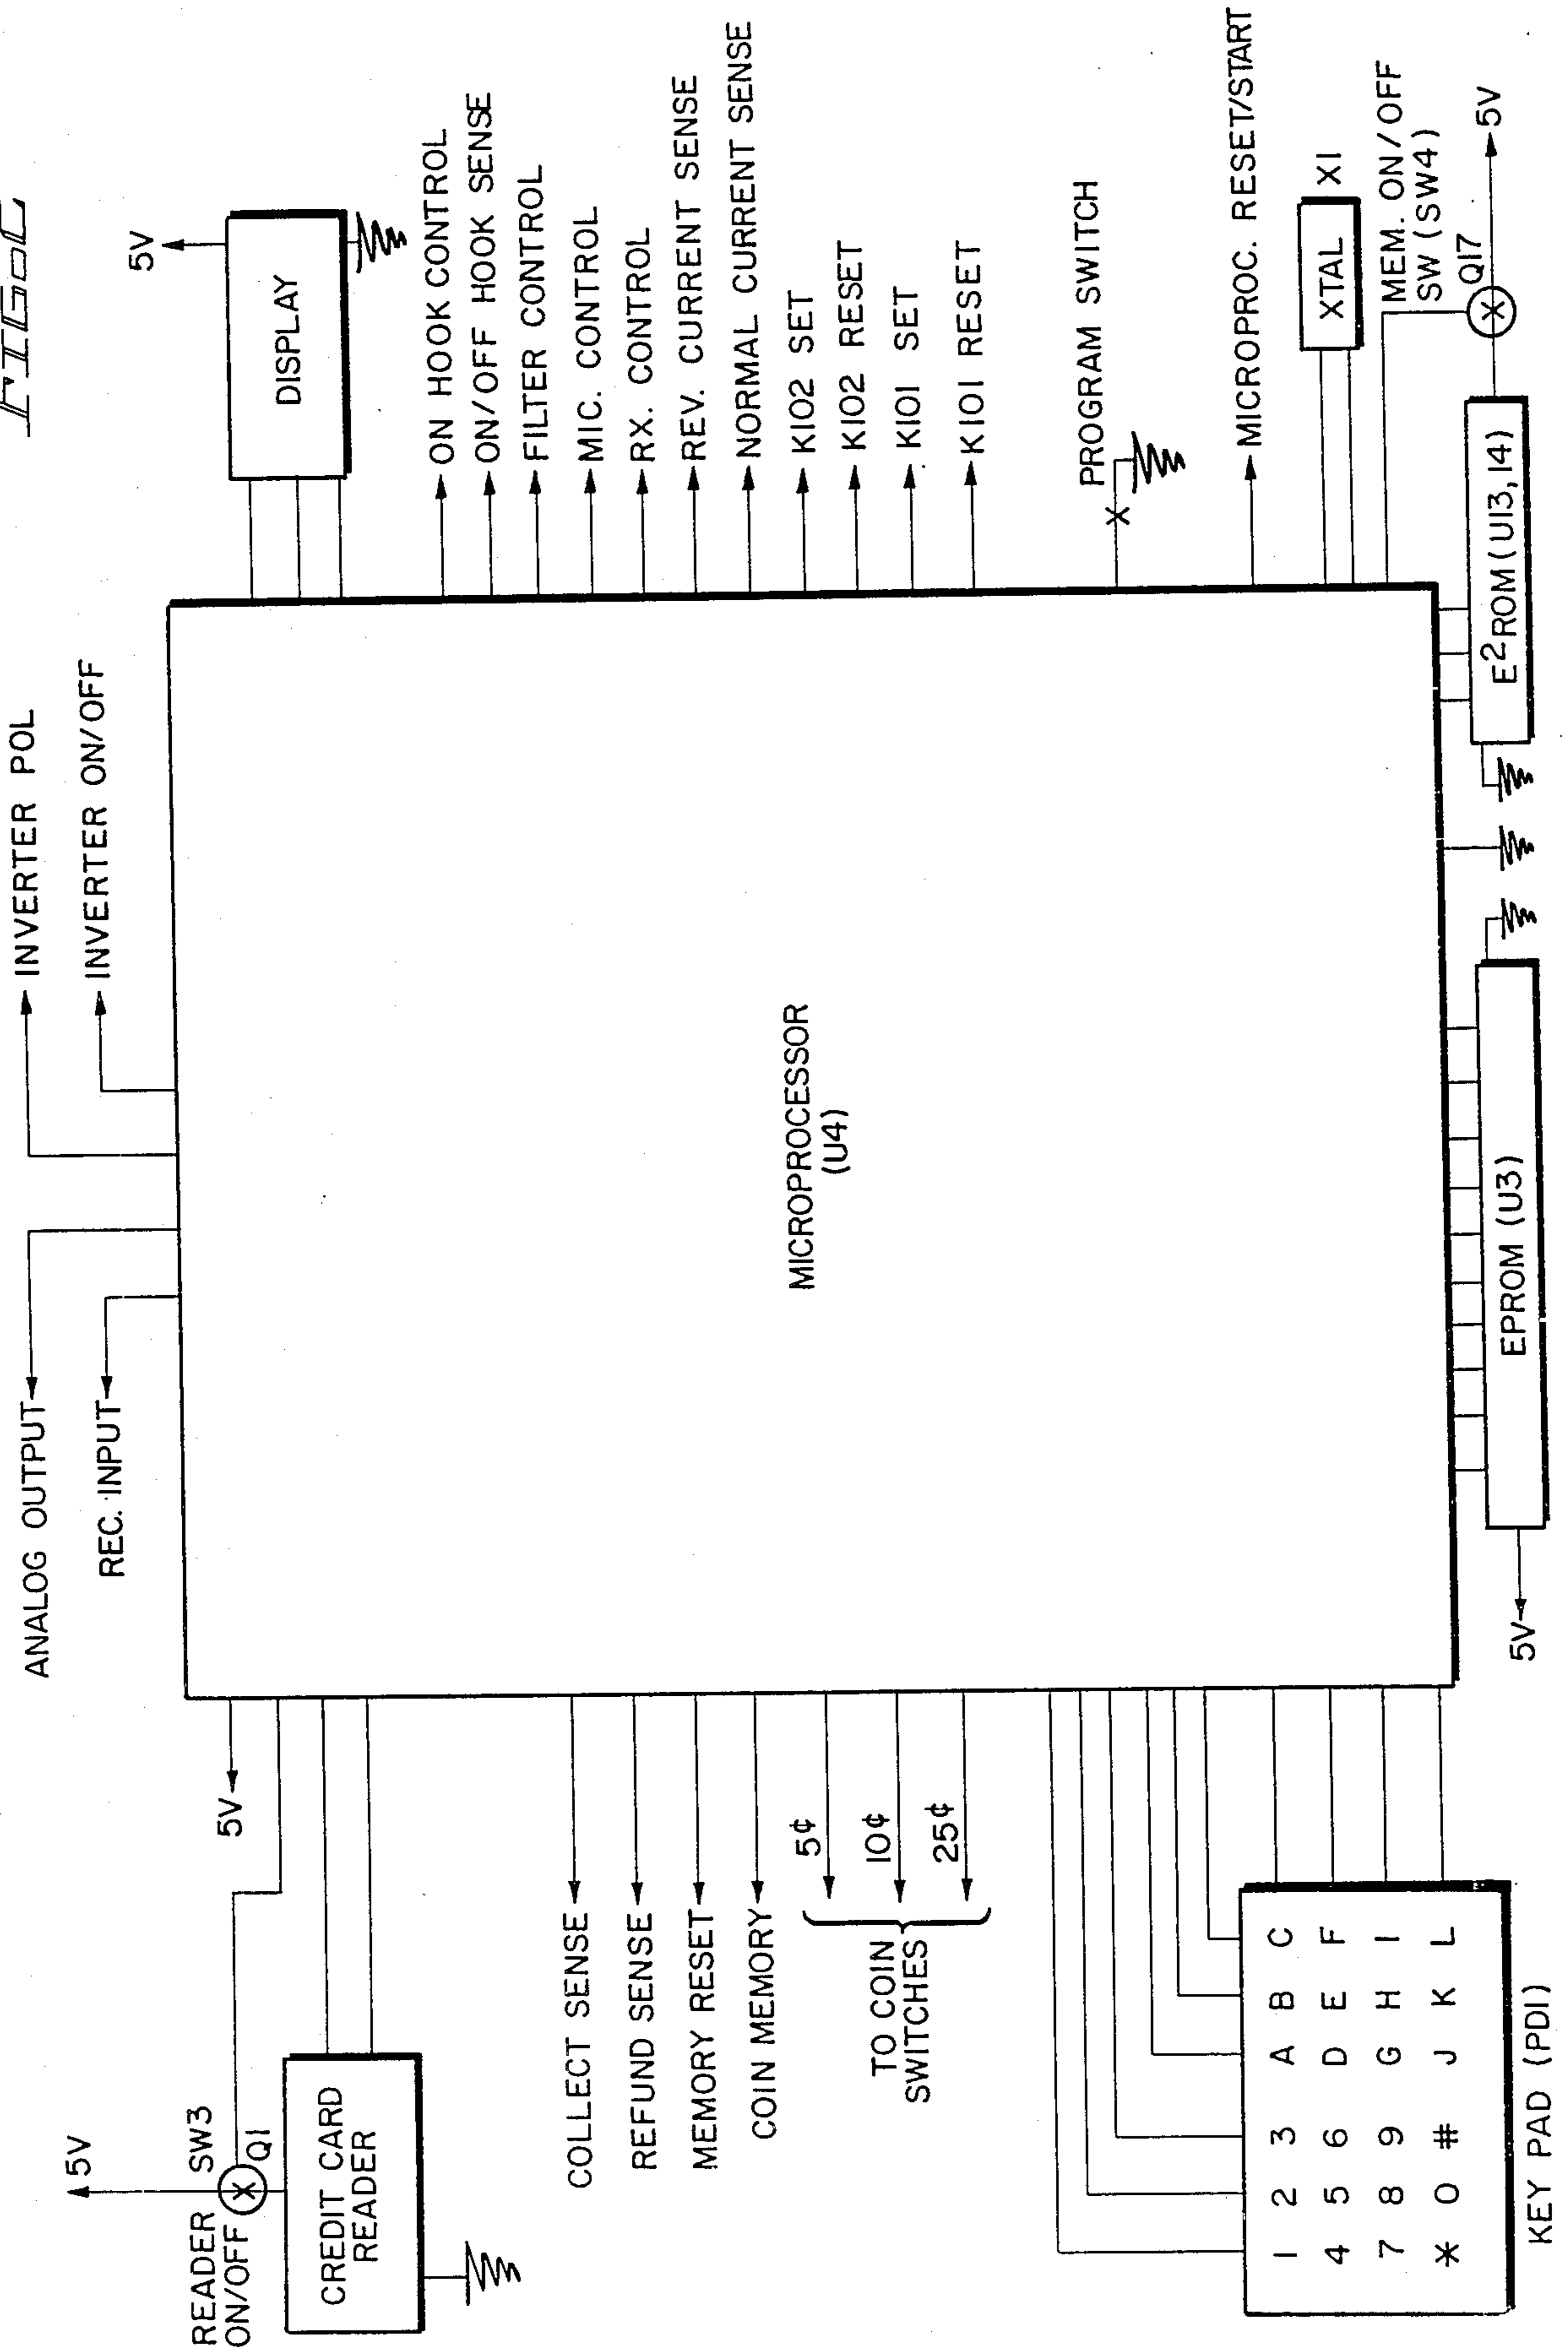 FIG-2C
ANALOG OUTPUT
REC. INPUT
INVERTER POL
INVERTER ON/OFF
5V
READER
ON/OFF
SW3
Q1
CREDIT CARD
READER
5V
COLLECT SENSE
REFUND SENSE
MEMORY RESET
COIN MEMORY
5¢
10¢
25¢
TO COIN
SWITCHES
1 2 3 A B C
4 5 6 D E F
7 8 9 G H I
* 0 # J K L
KEY PAD (PD1)
MICROPROCESSOR
(U4)
5V
DISPLAY
ON HOOK CONTROL
ON/OFF HOOK SENSE
FILTER CONTROL
MIC. CONTROL
RX. CONTROL
REV. CURRENT SENSE
NORMAL CURRENT SENSE
K102 SET
K102 RESET
K101 SET
K101 RESET
PROGRAM SWITCH
X
MICROPROC. RESET/START
XTAL
X1
MEM. ON/OFF
SW (SW4)
Q17
5V
E²ROM (U13, 14)
EPROM (U3)
5V